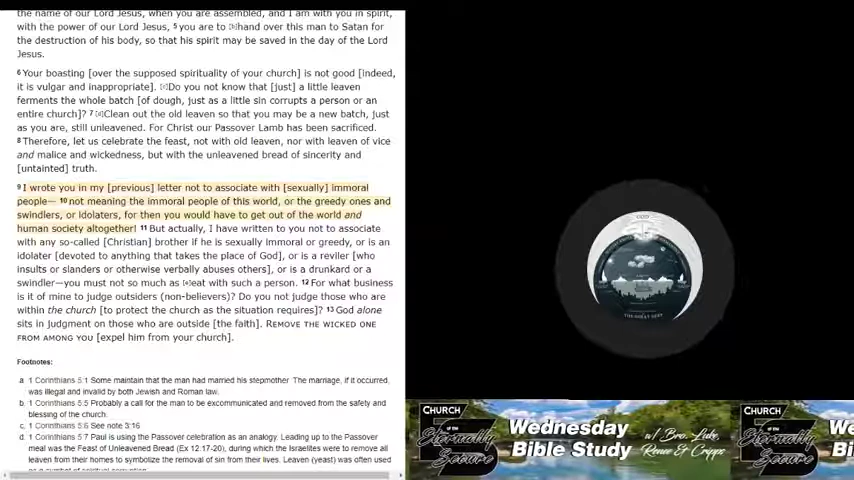 the name of our Lord Jesus, when you are assembled, and I am with you in spirit,
with the power of our Lord Jesus, 5 you are to [b]hand over this man to Satan for
the destruction of his body, so that his spirit may be saved in the day of the Lord
Jesus.
6 Your boasting [over the supposed spirituality of your church] is not good [indeed,
it is vulgar and inappropriate]. [c]Do you not know that [just] a little leaven
ferments the whole batch [of dough, just as a little sin corrupts a person or an
entire church]? 7 [d]Clean out the old leaven so that you may be a new batch, just
as you are, still unleavened. For Christ our Passover Lamb has been sacrificed.
8 Therefore, let us celebrate the feast, not with old leaven, nor with leaven of vice
and malice and wickedness, but with the unleavened bread of sincerity and
[untainted] truth.
9 I wrote you in my [previous] letter not to associate with [sexually] immoral
people— 10 not meaning the immoral people of this world, or the greedy ones and
swindlers, or idolaters, for then you would have to get out of the world and
human society altogether! 11 But actually, I have written to you not to associate
with any so-called [Christian] brother if he is sexually immoral or greedy, or is an
idolater [devoted to anything that takes the place of God], or is a reviler [who
insults or slanders or otherwise verbally abuses others], or is a drunkard or a
swindler—you must not so much as [e]eat with such a person. 12 For what business
is it of mine to judge outsiders (non-believers)? Do you not judge those who are
within the church [to protect the church as the situation requires]? 13 God alone
sits in judgment on those who are outside [the faith]. REMOVE THE WICKED ONE
FROM AMONG YOU [expel him from your church].
Footnotes:
a 1 Corinthians 5:1 Some maintain that the man had married his stepmother. The marriage, if it occurred,
was illegal and invalid by both Jewish and Roman law.
b. 1 Corinthians 5:5 Probably a call for the man to be excommunicated and removed from the safety and
blessing of the church.
c. 1 Corinthians 5:6 See note 3:16
d. 1 Corinthians 5:7 Paul is using the Passover celebration as an analogy. Leading up to the Passover
meal was the Feast of Unleavened Bread (Ex 12:17-20), during which the Israelites were to remove all
leaven from their homes to symbolize the removal of sin from their lives. Leaven (yeast) was often used
as a symbol of spiritual corruption.
GOD
THE GREAT DEEP
CHURCH
of the
Eternally
Secure
Wednesday
Bible Study
w/ Bro. Luke,
Renee & Cripps
CHURCH
of the
Eternally
Secure
Wedn
Bible